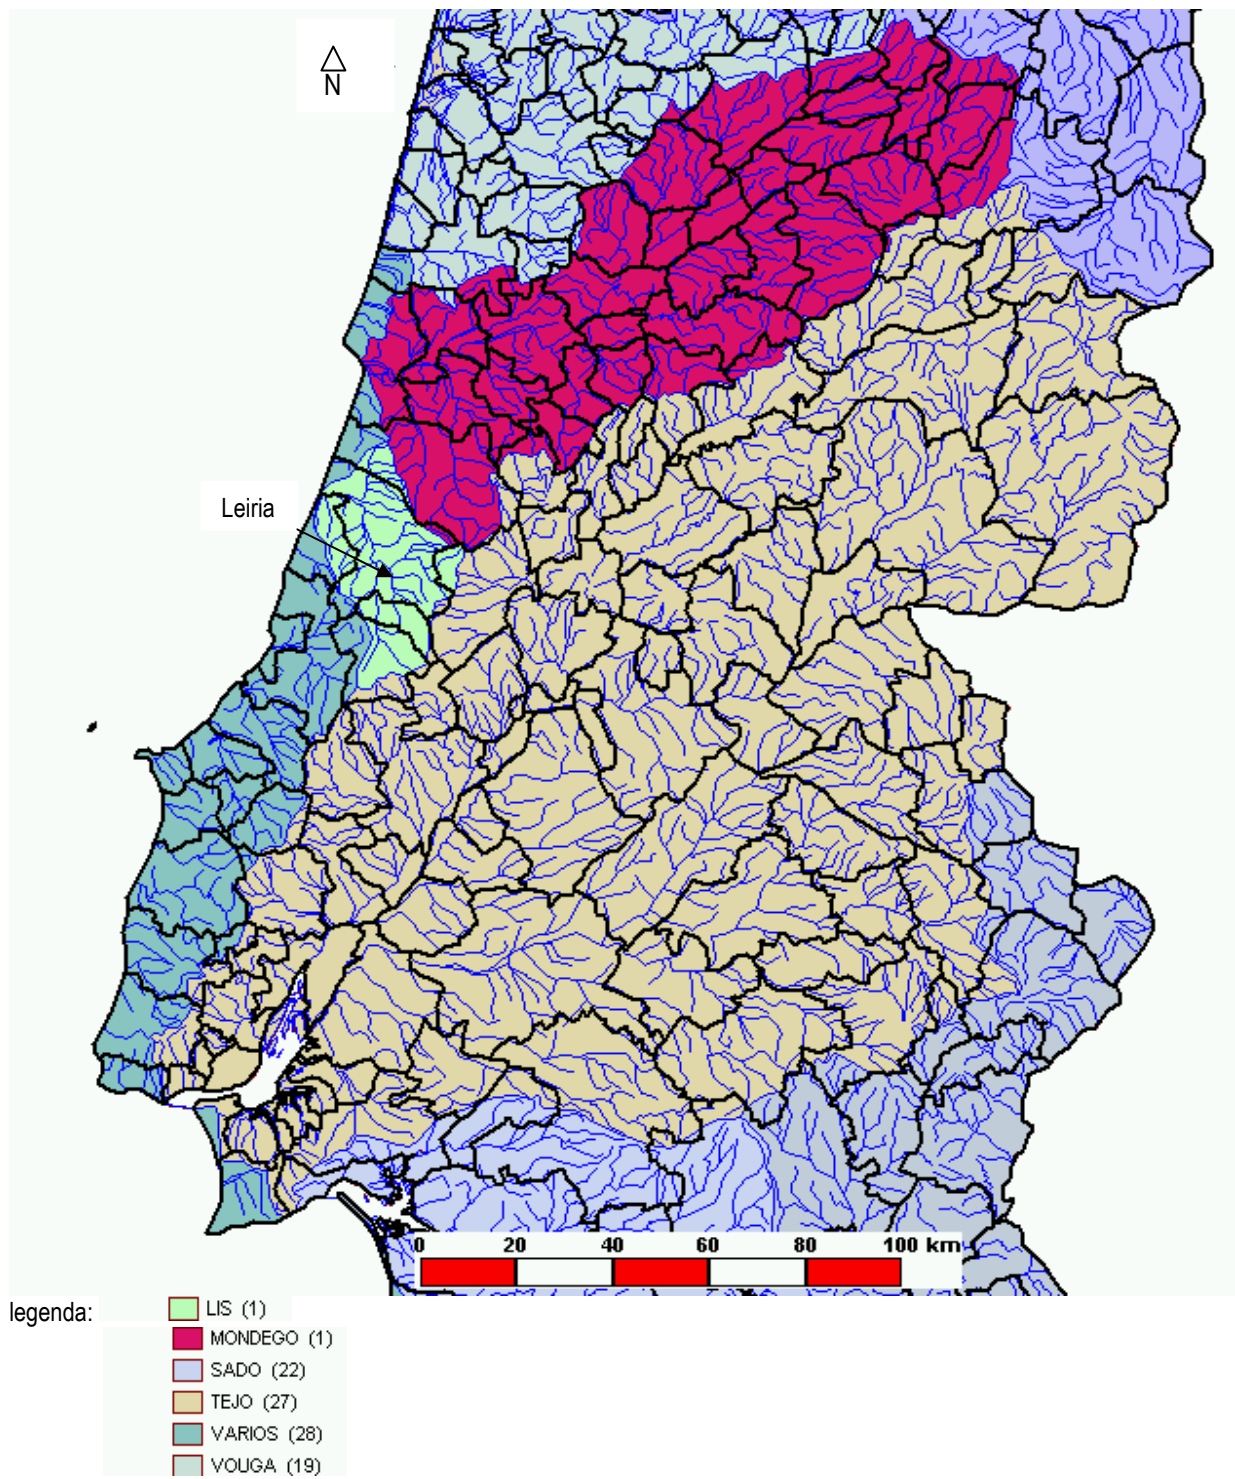 N
Leiria
0 20 40 60 80 100 km
legenda:
LIS (1)
MONDEGO (1)
SADO (22)
TEJO (27)
VARIOS (28)
VOUGA (19)